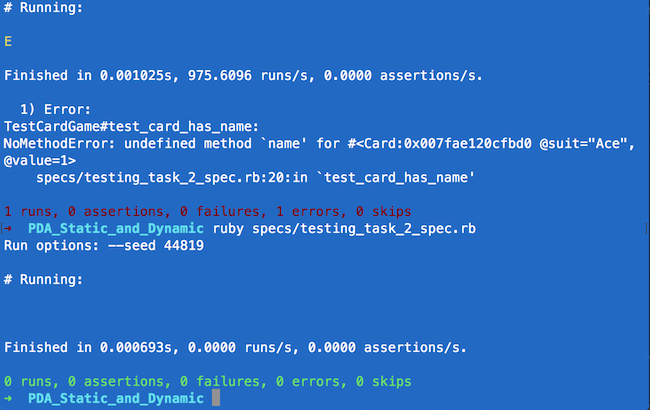 # Running:
E
Finished in 0.001025s, 975.6096 runs/s, 0.0000 assertions/s.
1) Error:
TestCardGame#test_card_has_name:
NoMethodError: undefined method `name' for #<Card:0x007fae120cfbd0 @suit="Ace",
@value=1>
specs/testing_task_2_spec.rb:20:in `test_card_has_name'
1 runs, 0 assertions, 0 failures, 1 errors, 0 skips
[➜ PDA_Static_and_Dynamic ruby specs/testing_task_2_spec.rb ]
Run options: --seed 44819
# Running:
Finished in 0.000693s, 0.0000 runs/s, 0.0000 assertions/s.
0 runs, 0 assertions, 0 failures, 0 errors, 0 skips
➜ PDA_Static_and_Dynamic